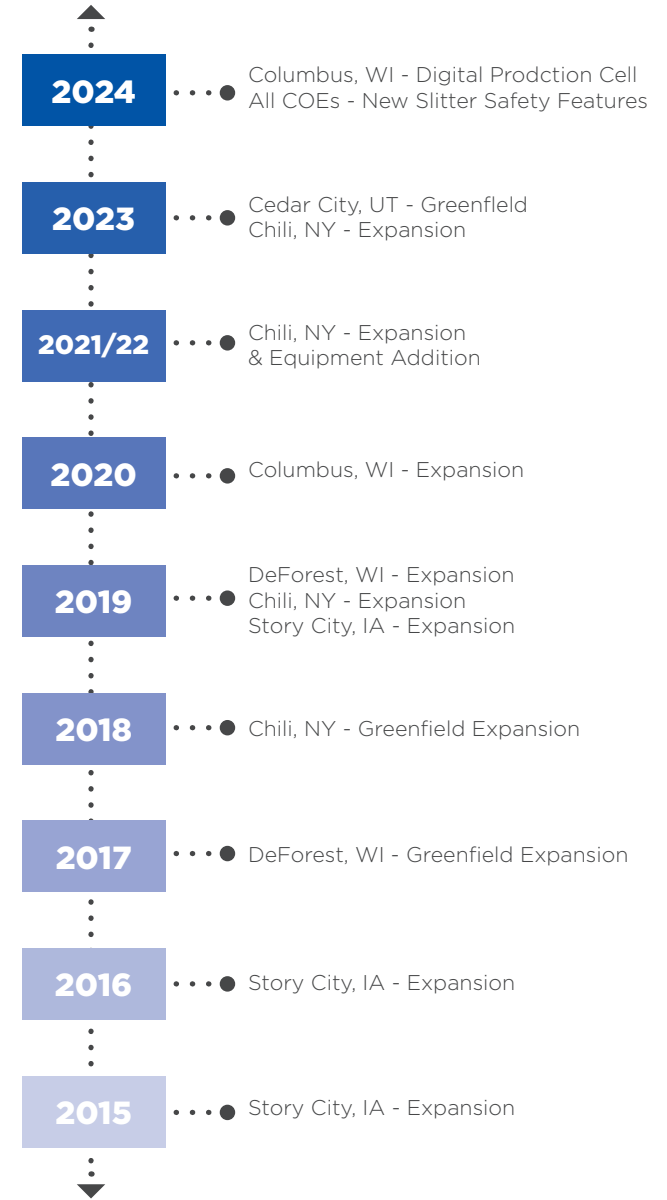 2024
Columbus, WI - Digital Prodction Cell
All COEs - New Slitter Safety Features
2023
Cedar City, UT - Greenfleld
Chili, NY - Expansion
2021/22
Chili, NY - Expansion
& Equipment Addition
2020
Columbus, WI - Expansion
2019
DeForest, WI - Expansion
Chili, NY - Expansion
Story City, IA - Expansion
2018
Chili, NY - Greenfield Expansion
2017
DeForest, WI - Greenfield Expansion
2016
Story City, IA - Expansion
2015
Story City, IA - Expansion